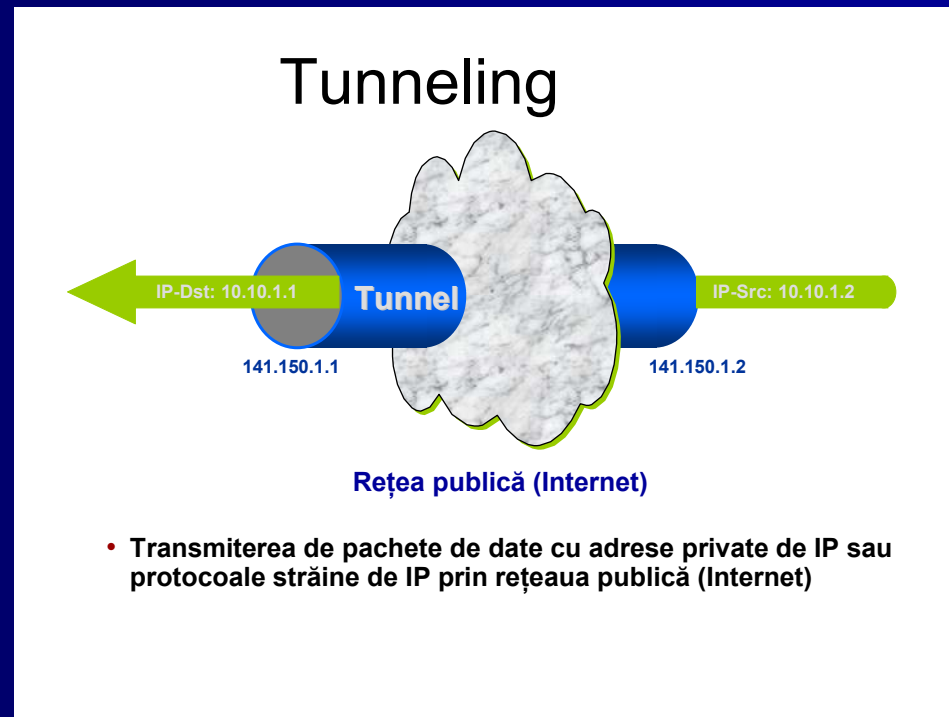 Tunneling
IP-Dst: 10.10.1.1
Tunnel
IP-Src: 10.10.1.2
141.150.1.1
141.150.1.2
Rețea publică (Internet)
• Transmiterea de pachete de date cu adrese private de IP sau
protocoale străine de IP prin rețeaua publică (Internet)